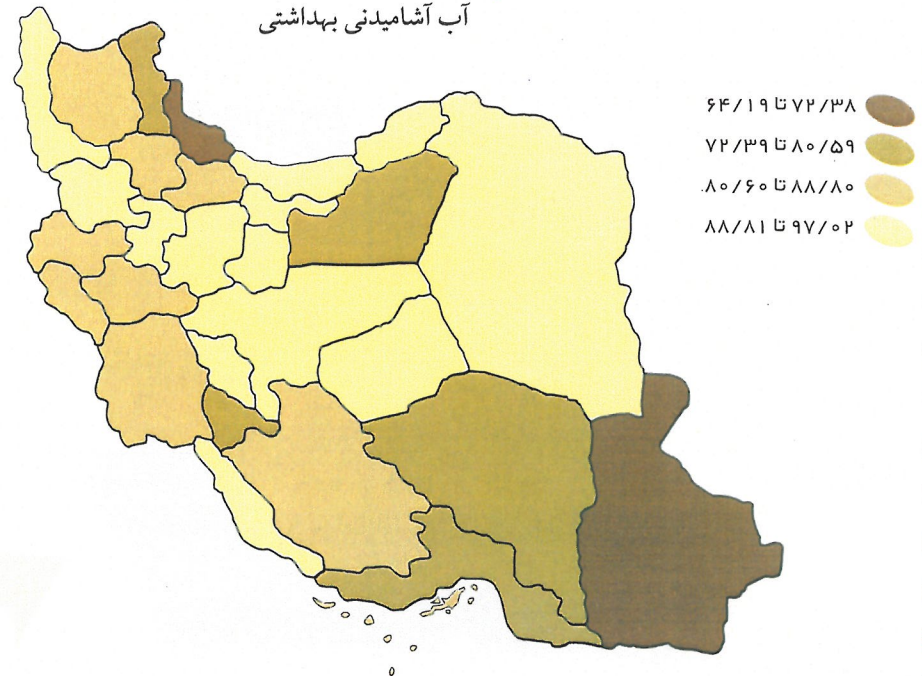 آب آشامیدنی بهداشتی
۶۴/۱۹ تا ۷۲/۳۸
۷۲/۳۹ تا ۸۰/۵۹
۸۰/۶۰ تا ۸۸/۸۰
۸۸/۸۱ تا ۹۷/۰۲